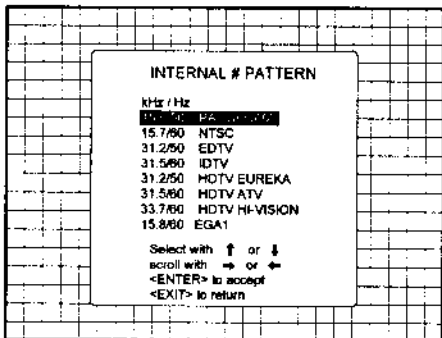 INTERNAL # PATTERN
kHz / Hz
15.7/60 NTSC
31.2/50 EDTV
31.5/60 IDTV
31.2/50 HDTV EUREKA
31.5/60 HDTV ATV
33.7/60 HDTV HI-VISION
15.8/60 EGA1
Select with ↑ or ↓
scroll with → or ←
<ENTER> to accept
<EXIT> to return